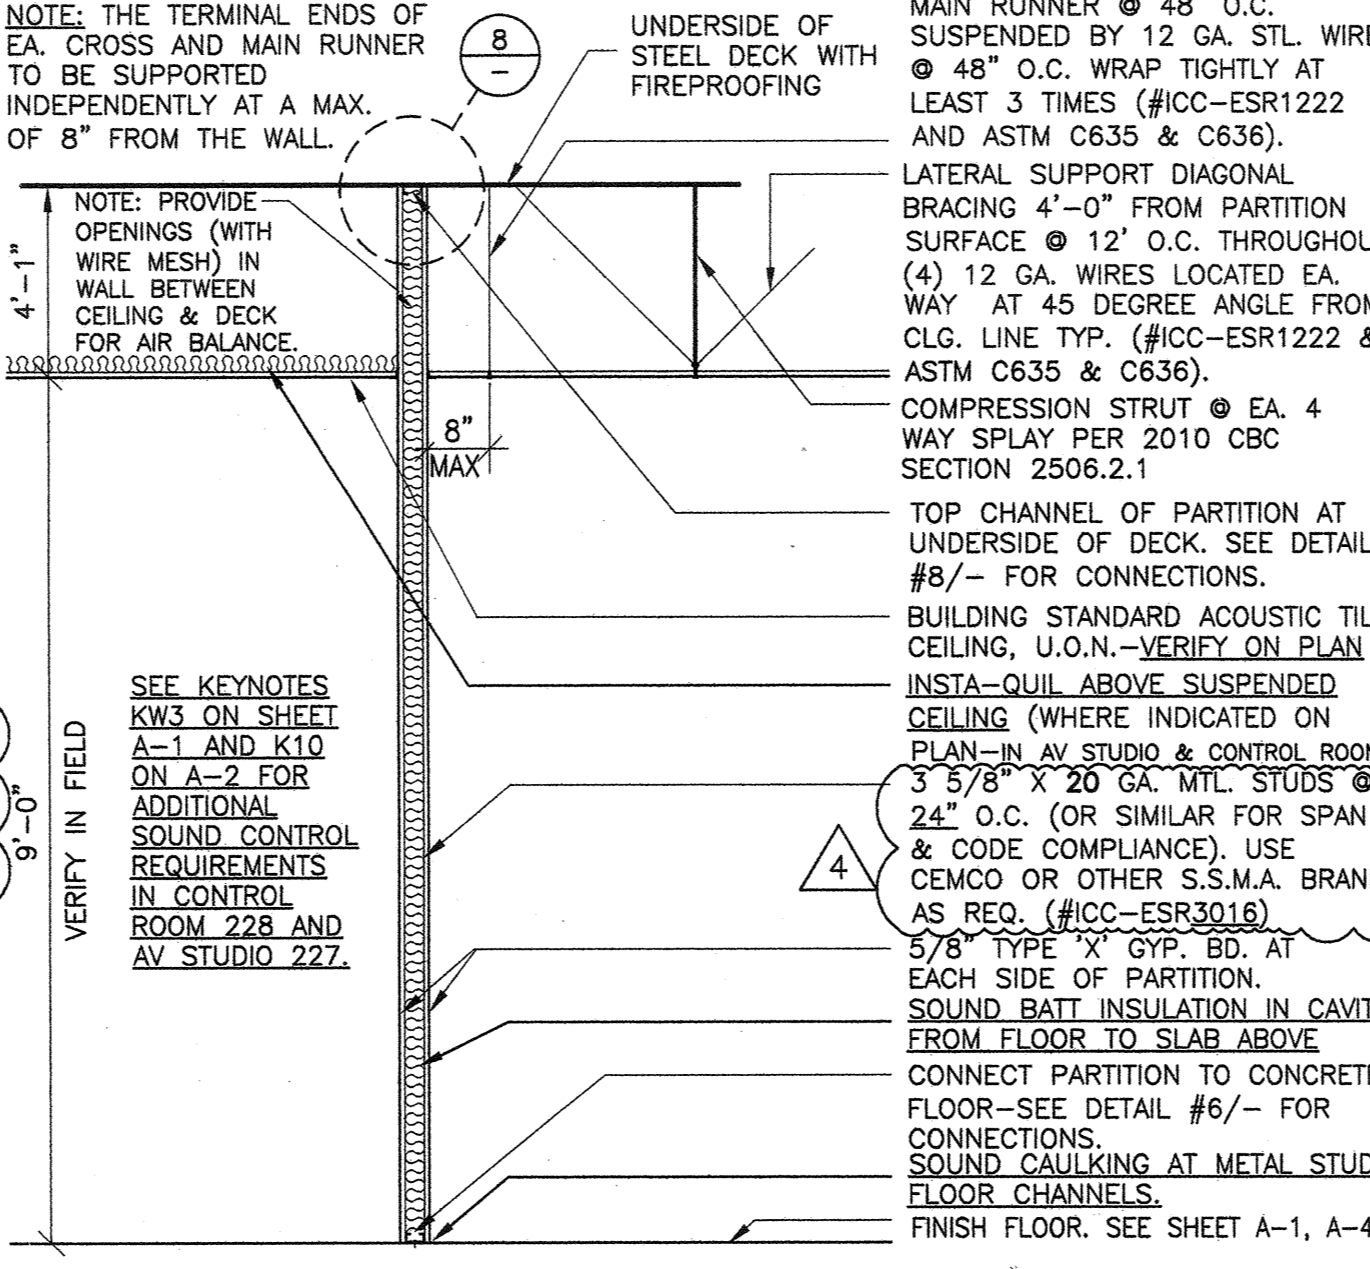 NOTE: THE TERMINAL ENDS OF
EA. CROSS AND MAIN RUNNER
TO BE SUPPORTED
INDEPENDENTLY AT A MAX.
OF 8" FROM THE WALL.
8
-
UNDERSIDE OF
STEEL DECK WITH
FIREPROOFING
MAIN RUNNER @ 48" O.C.
SUSPENDED BY 12 GA. STL. WIRE
@ 48" O.C. WRAP TIGHTLY AT
LEAST 3 TIMES (#ICC-ESR1222
AND ASTM C635 & C636).
LATERAL SUPPORT DIAGONAL
BRACING 4'-0" FROM PARTITION
SURFACE @ 12' O.C. THROUGHOU
(4) 12 GA. WIRES LOCATED EA.
WAY AT 45 DEGREE ANGLE FROM
CLG. LINE TYP. (#ICC-ESR1222 &
ASTM C635 & C636).
COMPRESSION STRUT @ EA. 4
WAY SPLAY PER 2010 CBC
SECTION 2506.2.1
TOP CHANNEL OF PARTITION AT
UNDERSIDE OF DECK. SEE DETAIL
#8/- FOR CONNECTIONS.
BUILDING STANDARD ACOUSTIC TIL
CEILING, U.O.N.-VERIFY ON PLAN
INSTA-QUIL ABOVE SUSPENDED
CEILING (WHERE INDICATED ON
PLAN-IN AV STUDIO & CONTROL ROOM
3 5/8" X 20 GA. MTL. STUDS @
24" O.C. (OR SIMILAR FOR SPAN
& CODE COMPLIANCE). USE
CEMCO OR OTHER S.S.M.A. BRAN
AS REQ. (#ICC-ESR3016)
4
5/8" TYPE 'X' GYP. BD. AT
EACH SIDE OF PARTITION.
SOUND BATT INSULATION IN CAVIT
FROM FLOOR TO SLAB ABOVE
CONNECT PARTITION TO CONCRET
FLOOR-SEE DETAIL #6/- FOR
CONNECTIONS.
SOUND CAULKING AT METAL STUD
FLOOR CHANNELS.
FINISH FLOOR. SEE SHEET A-1, A-4
NOTE: PROVIDE
OPENINGS (WITH
WIRE MESH) IN
WALL BETWEEN
CEILING & DECK
FOR AIR BALANCE.
4'-1"
8"
MAX
9'-0"
VERIFY IN FIELD
SEE KEYNOTES
KW3 ON SHEET
A-1 AND K10
ON A-2 FOR
ADDITIONAL
SOUND CONTROL
REQUIREMENTS
IN CONTROL
ROOM 228 AND
AV STUDIO 227.